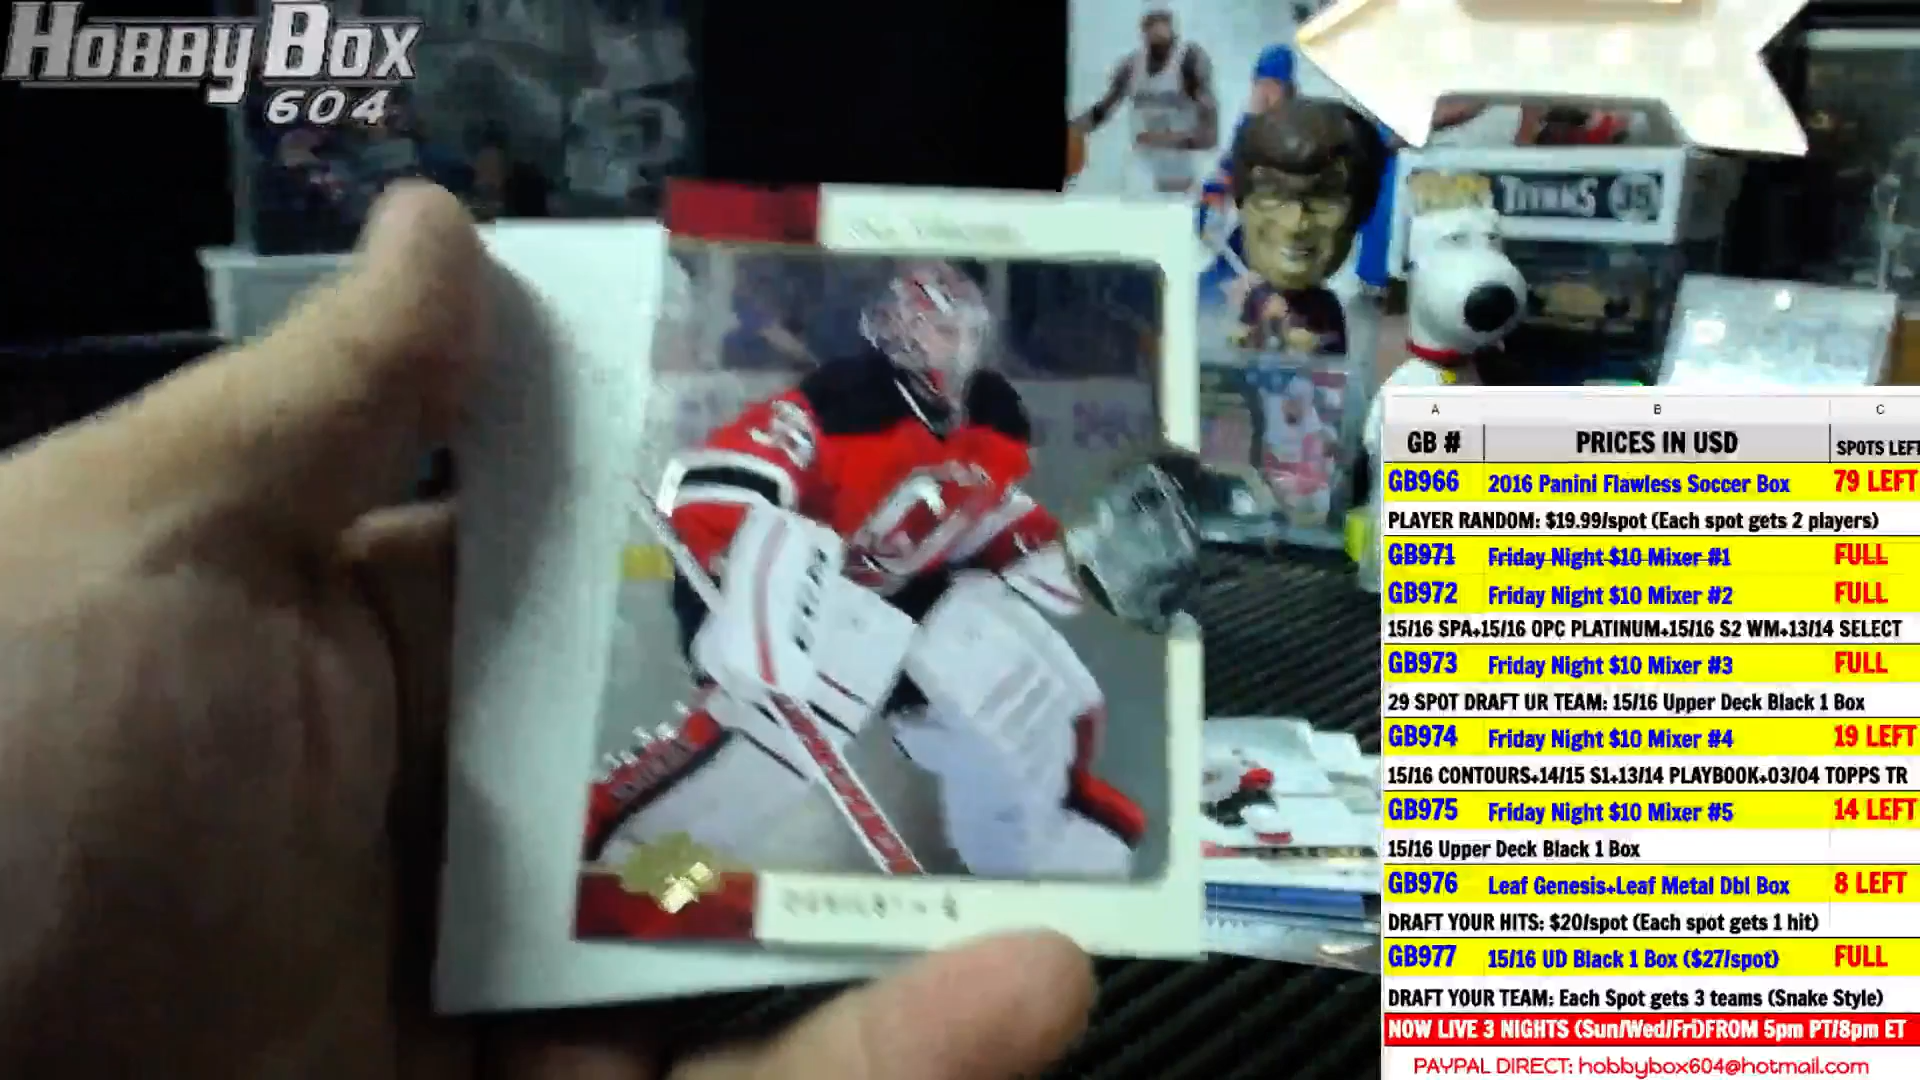 HOBBY BOX
604
TITANS 35
A B C
GB # PRICES IN USD SPOTS LEFT
GB966 2016 Panini Flawless Soccer Box 79 LEFT
PLAYER RANDOM: $19.99/spot (Each spot gets 2 players)
GB971 Friday Night $10 Mixer #1 FULL
GB972 Friday Night $10 Mixer #2 FULL
15/16 SPA+15/16 OPC PLATINUM+15/16 S2 WM+13/14 SELECT
GB973 Friday Night $10 Mixer #3 FULL
29 SPOT DRAFT UR TEAM: 15/16 Upper Deck Black 1 Box
GB974 Friday Night $10 Mixer #4 19 LEFT
15/16 CONTOURS+14/15 S1+13/14 PLAYBOOK+03/04 TOPPS TR
GB975 Friday Night $10 Mixer #5 14 LEFT
15/16 Upper Deck Black 1 Box
GB976 Leaf Genesis+Leaf Metal Dbl Box 8 LEFT
DRAFT YOUR HITS: $20/spot (Each spot gets 1 hit)
GB977 15/16 UD Black 1 Box ($27/spot) FULL
DRAFT YOUR TEAM: Each Spot gets 3 teams (Snake Style)
NOW LIVE 3 NIGHTS (Sun/Wed/Fri)FROM 5pm PT/8pm ET
PAYPAL DIRECT: hobbybox604@hotmail.com